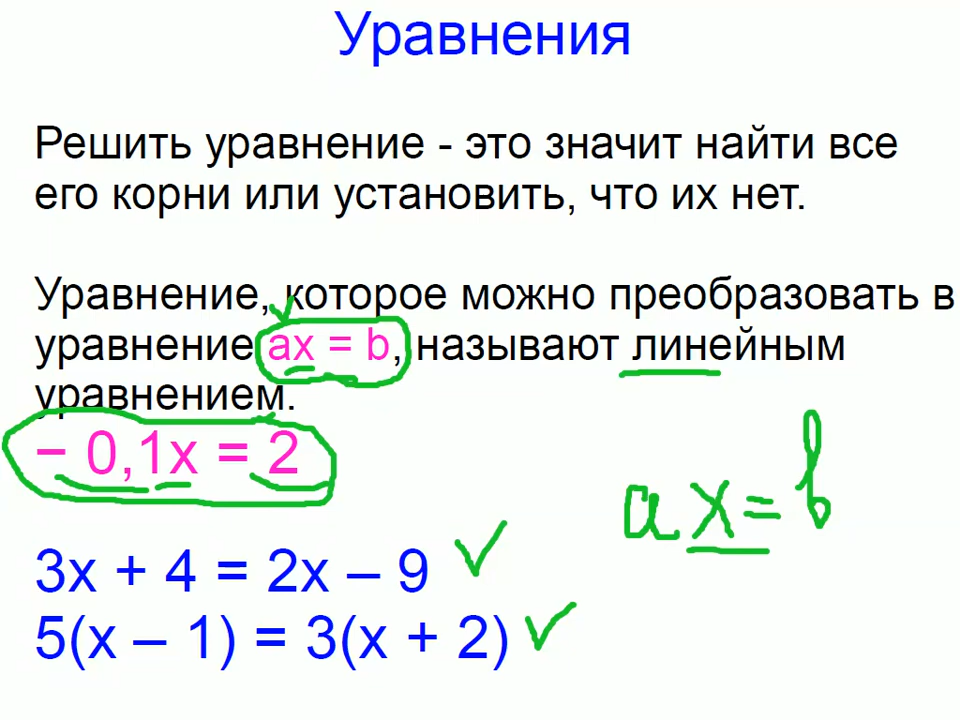 Уравнения
Решить уравнение - это значит найти все
его корни или установить, что их нет.
Уравнение, которое можно преобразовать в
уравнение ax = b, называют линейным
уравнением.
− 0,1x = 2
ax=b
3x + 4 = 2x – 9
5(x – 1) = 3(x + 2)